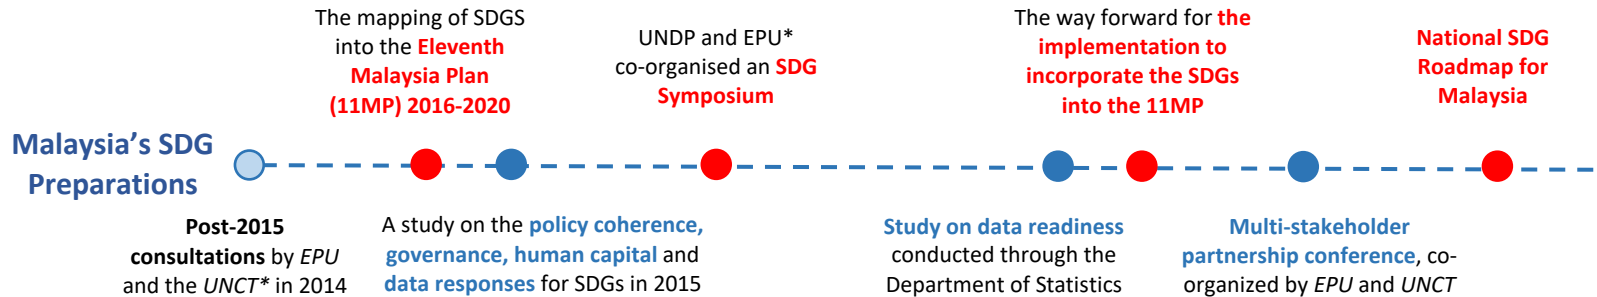 The mapping of SDGS
into the Eleventh
Malaysia Plan
(11MP) 2016-2020
UNDP and EPU*
co-organised an SDG
Symposium
The way forward for the
implementation to
incorporate the SDGs
into the 11MP
National SDG
Roadmap for
Malaysia
Malaysia's SDG
Preparations
Post-2015
consultations by EPU
and the UNCT* in 2014
A study on the policy coherence,
governance, human capital and
data responses for SDGs in 2015
Study on data readiness
conducted through the
Department of Statistics
Multi-stakeholder
partnership conference, co-
organized by EPU and UNCT